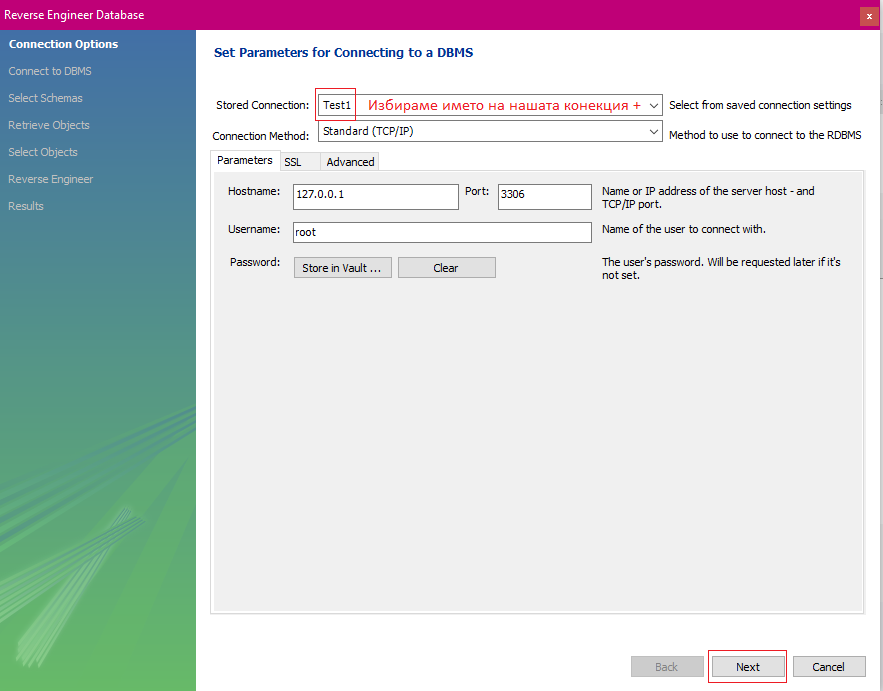 Reverse Engineer Database
x
Connection Options
Connect to DBMS
Select Schemas
Retrieve Objects
Select Objects
Reverse Engineer
Results
Set Parameters for Connecting to a DBMS
Stored Connection: Test1 Избираме името на нашата конекция + Select from saved connection settings
Connection Method: Standard (TCP/IP) Method to use to connect to the RDBMS
Parameters SSL Advanced
Hostname: 127.0.0.1 Port: 3306 Name or IP address of the server host - and
TCP/IP port.
Username: root Name of the user to connect with.
Password: Store in Vault ... Clear The user's password. Will be requested later if it's
not set.
Back Next Cancel